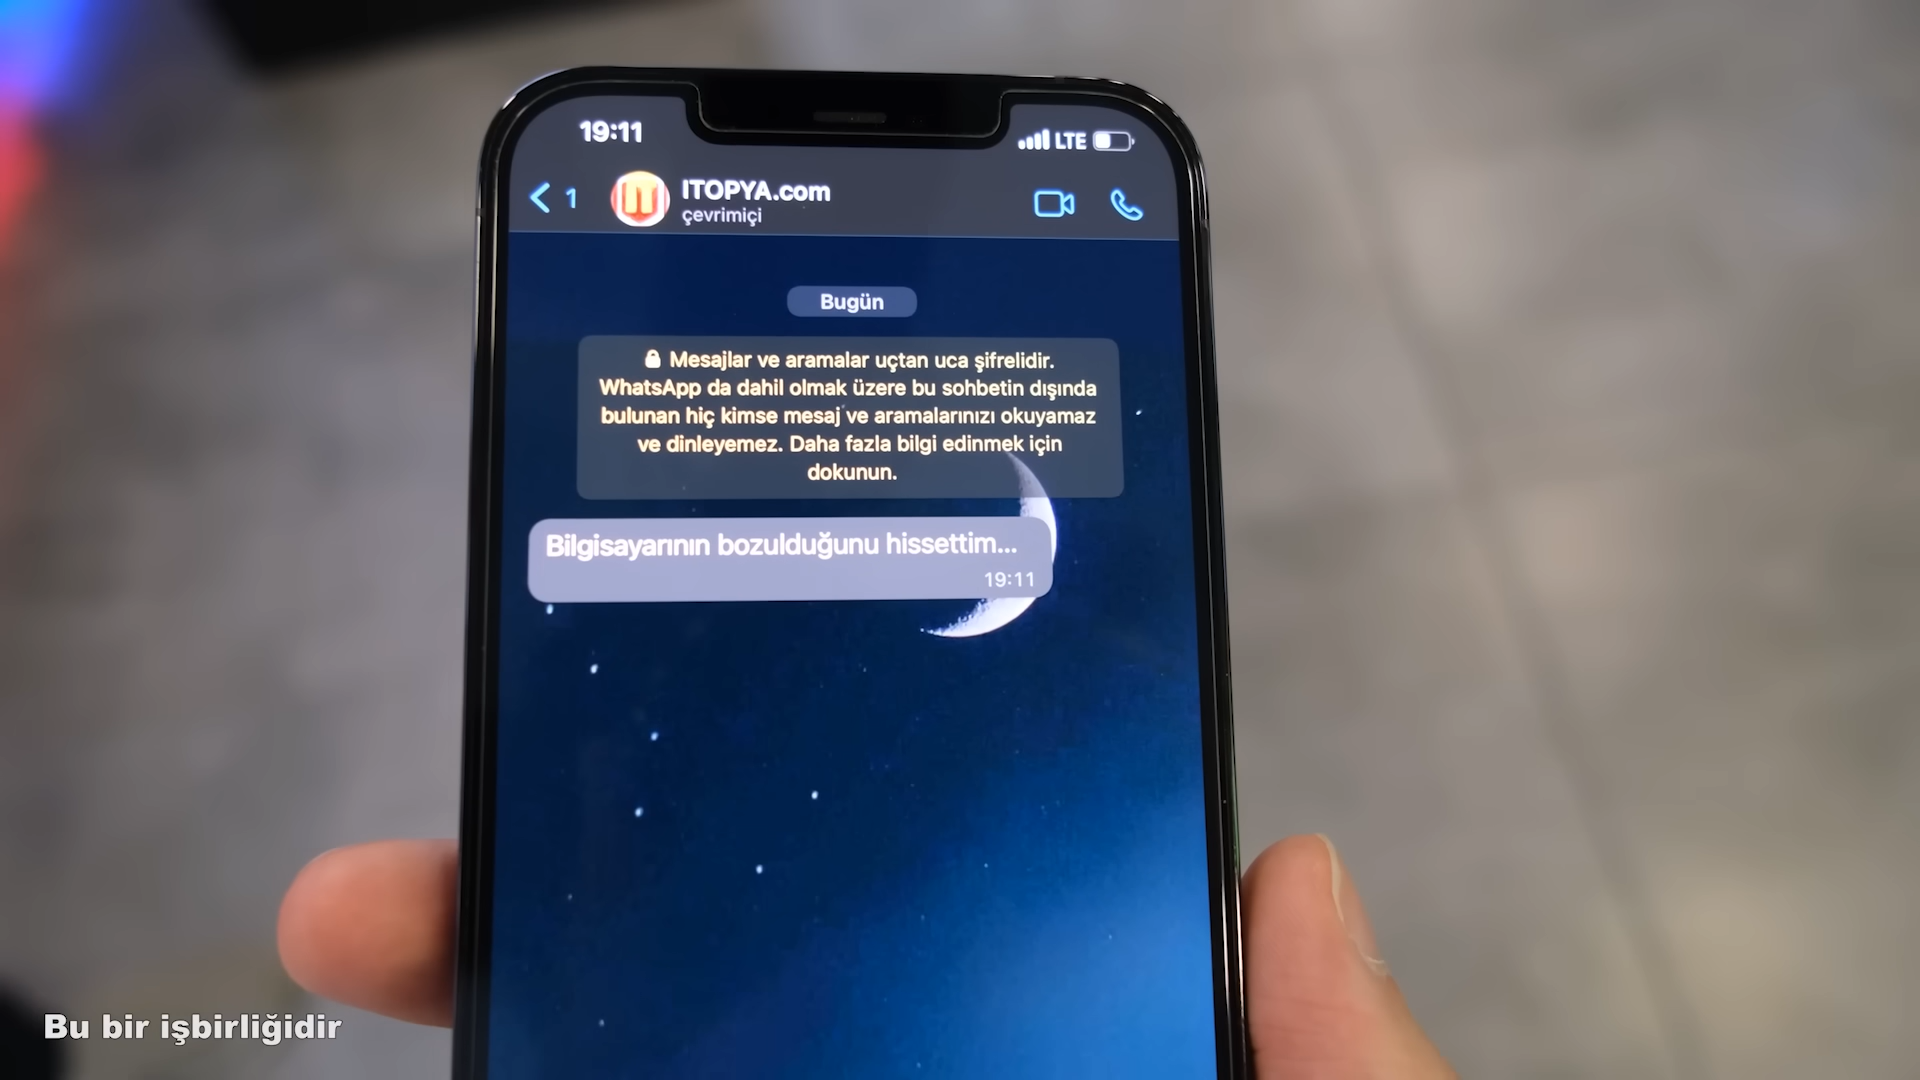 19:11
LTE
1
ITOPYA.com
çevrimiçi
Bugün
Mesajlar ve aramalar uçtan uca şifrelidir.
WhatsApp da dahil olmak üzere bu sohbetin dışında
bulunan hiç kimse mesaj ve aramalarınızı okuyamaz
ve dinleyemez. Daha fazla bilgi edinmek için
dokunun.
Bilgisayarının bozulduğunu hissettim...
19:11
Bu bir işbirliğidir